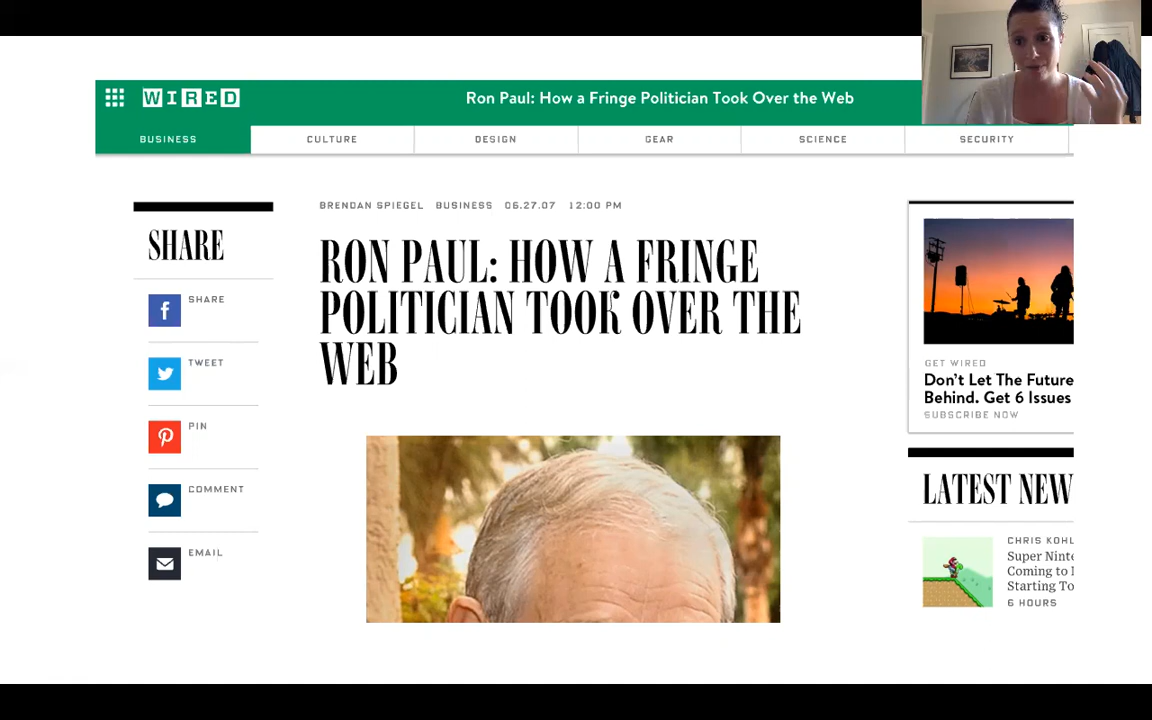 WIRED
Ron Paul: How a Fringe Politician Took Over the Web
BUSINESS
CULTURE
DESIGN
GEAR
SCIENCE
SECURITY
SHARE
SHARE
TWEET
PIN
COMMENT
EMAIL
BRENDAN SPIEGEL BUSINESS 06.27.07 12:00 PM
RON PAUL: HOW A FRINGE
POLITICIAN TOOK OVER THE
WEB
GET WIRED
Don't Let The Future
Behind. Get 6 Issues
SUBSCRIBE NOW
LATEST NEW
CHRIS KOHL
Super Ninte
Coming to
Starting To
6 HOURS